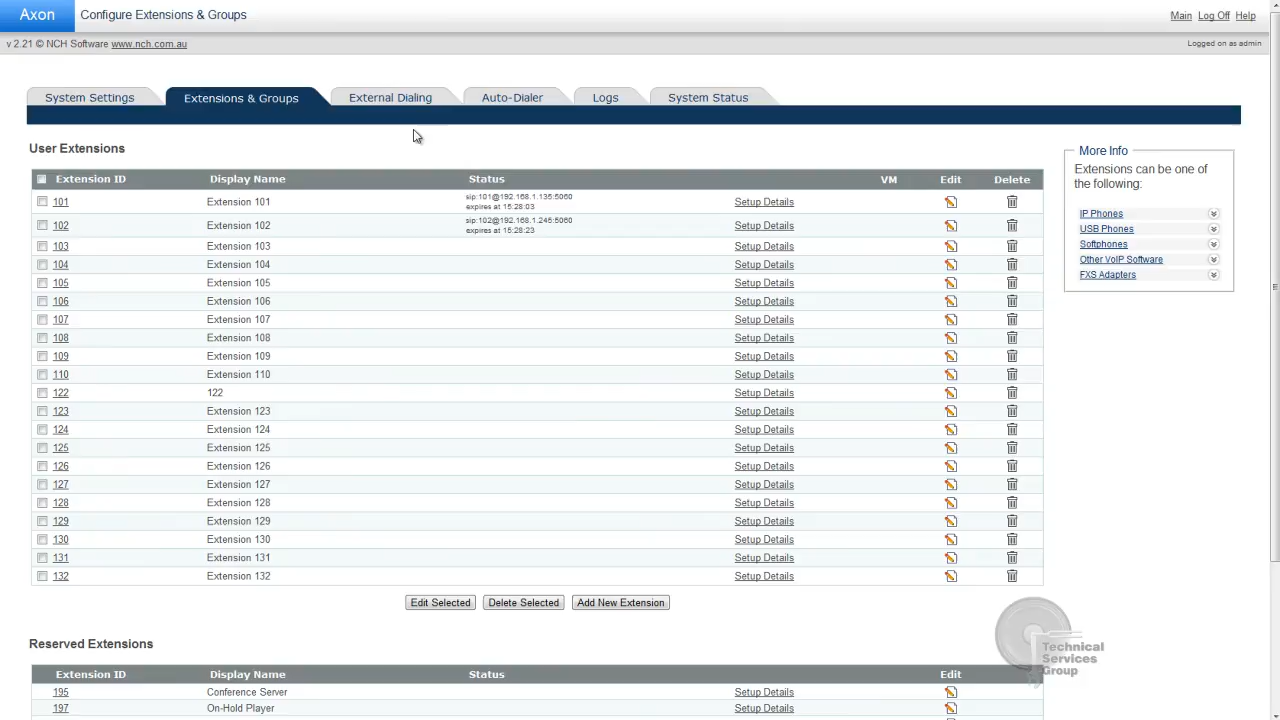 Axon Configure Extensions & Groups Main Log Off Help
v 2.21 © NCH Software www.nch.com.au Logged on as admin
System Settings Extensions & Groups External Dialing Auto-Dialer Logs System Status
User Extensions
Extension ID Display Name Status VM Edit Delete
101 Extension 101 sip:101@192.168.1.135:5060 Setup Details
expires at 15:28:03
102 Extension 102 sip:102@192.168.1.245:5060 Setup Details
expires at 15:28:23
103 Extension 103 Setup Details
104 Extension 104 Setup Details
105 Extension 105 Setup Details
106 Extension 106 Setup Details
107 Extension 107 Setup Details
108 Extension 108 Setup Details
109 Extension 109 Setup Details
110 Extension 110 Setup Details
122 122 Setup Details
123 Extension 123 Setup Details
124 Extension 124 Setup Details
125 Extension 125 Setup Details
126 Extension 126 Setup Details
127 Extension 127 Setup Details
128 Extension 128 Setup Details
129 Extension 129 Setup Details
130 Extension 130 Setup Details
131 Extension 131 Setup Details
132 Extension 132 Setup Details
Edit Selected Delete Selected Add New Extension
More Info
Extensions can be one of
the following:
IP Phones
USB Phones
Softphones
Other VoIP Software
FXS Adapters
Reserved Extensions
Extension ID Display Name Status Edit
195 Conference Server Setup Details
197 On-Hold Player Setup Details
Technical
Services
Group